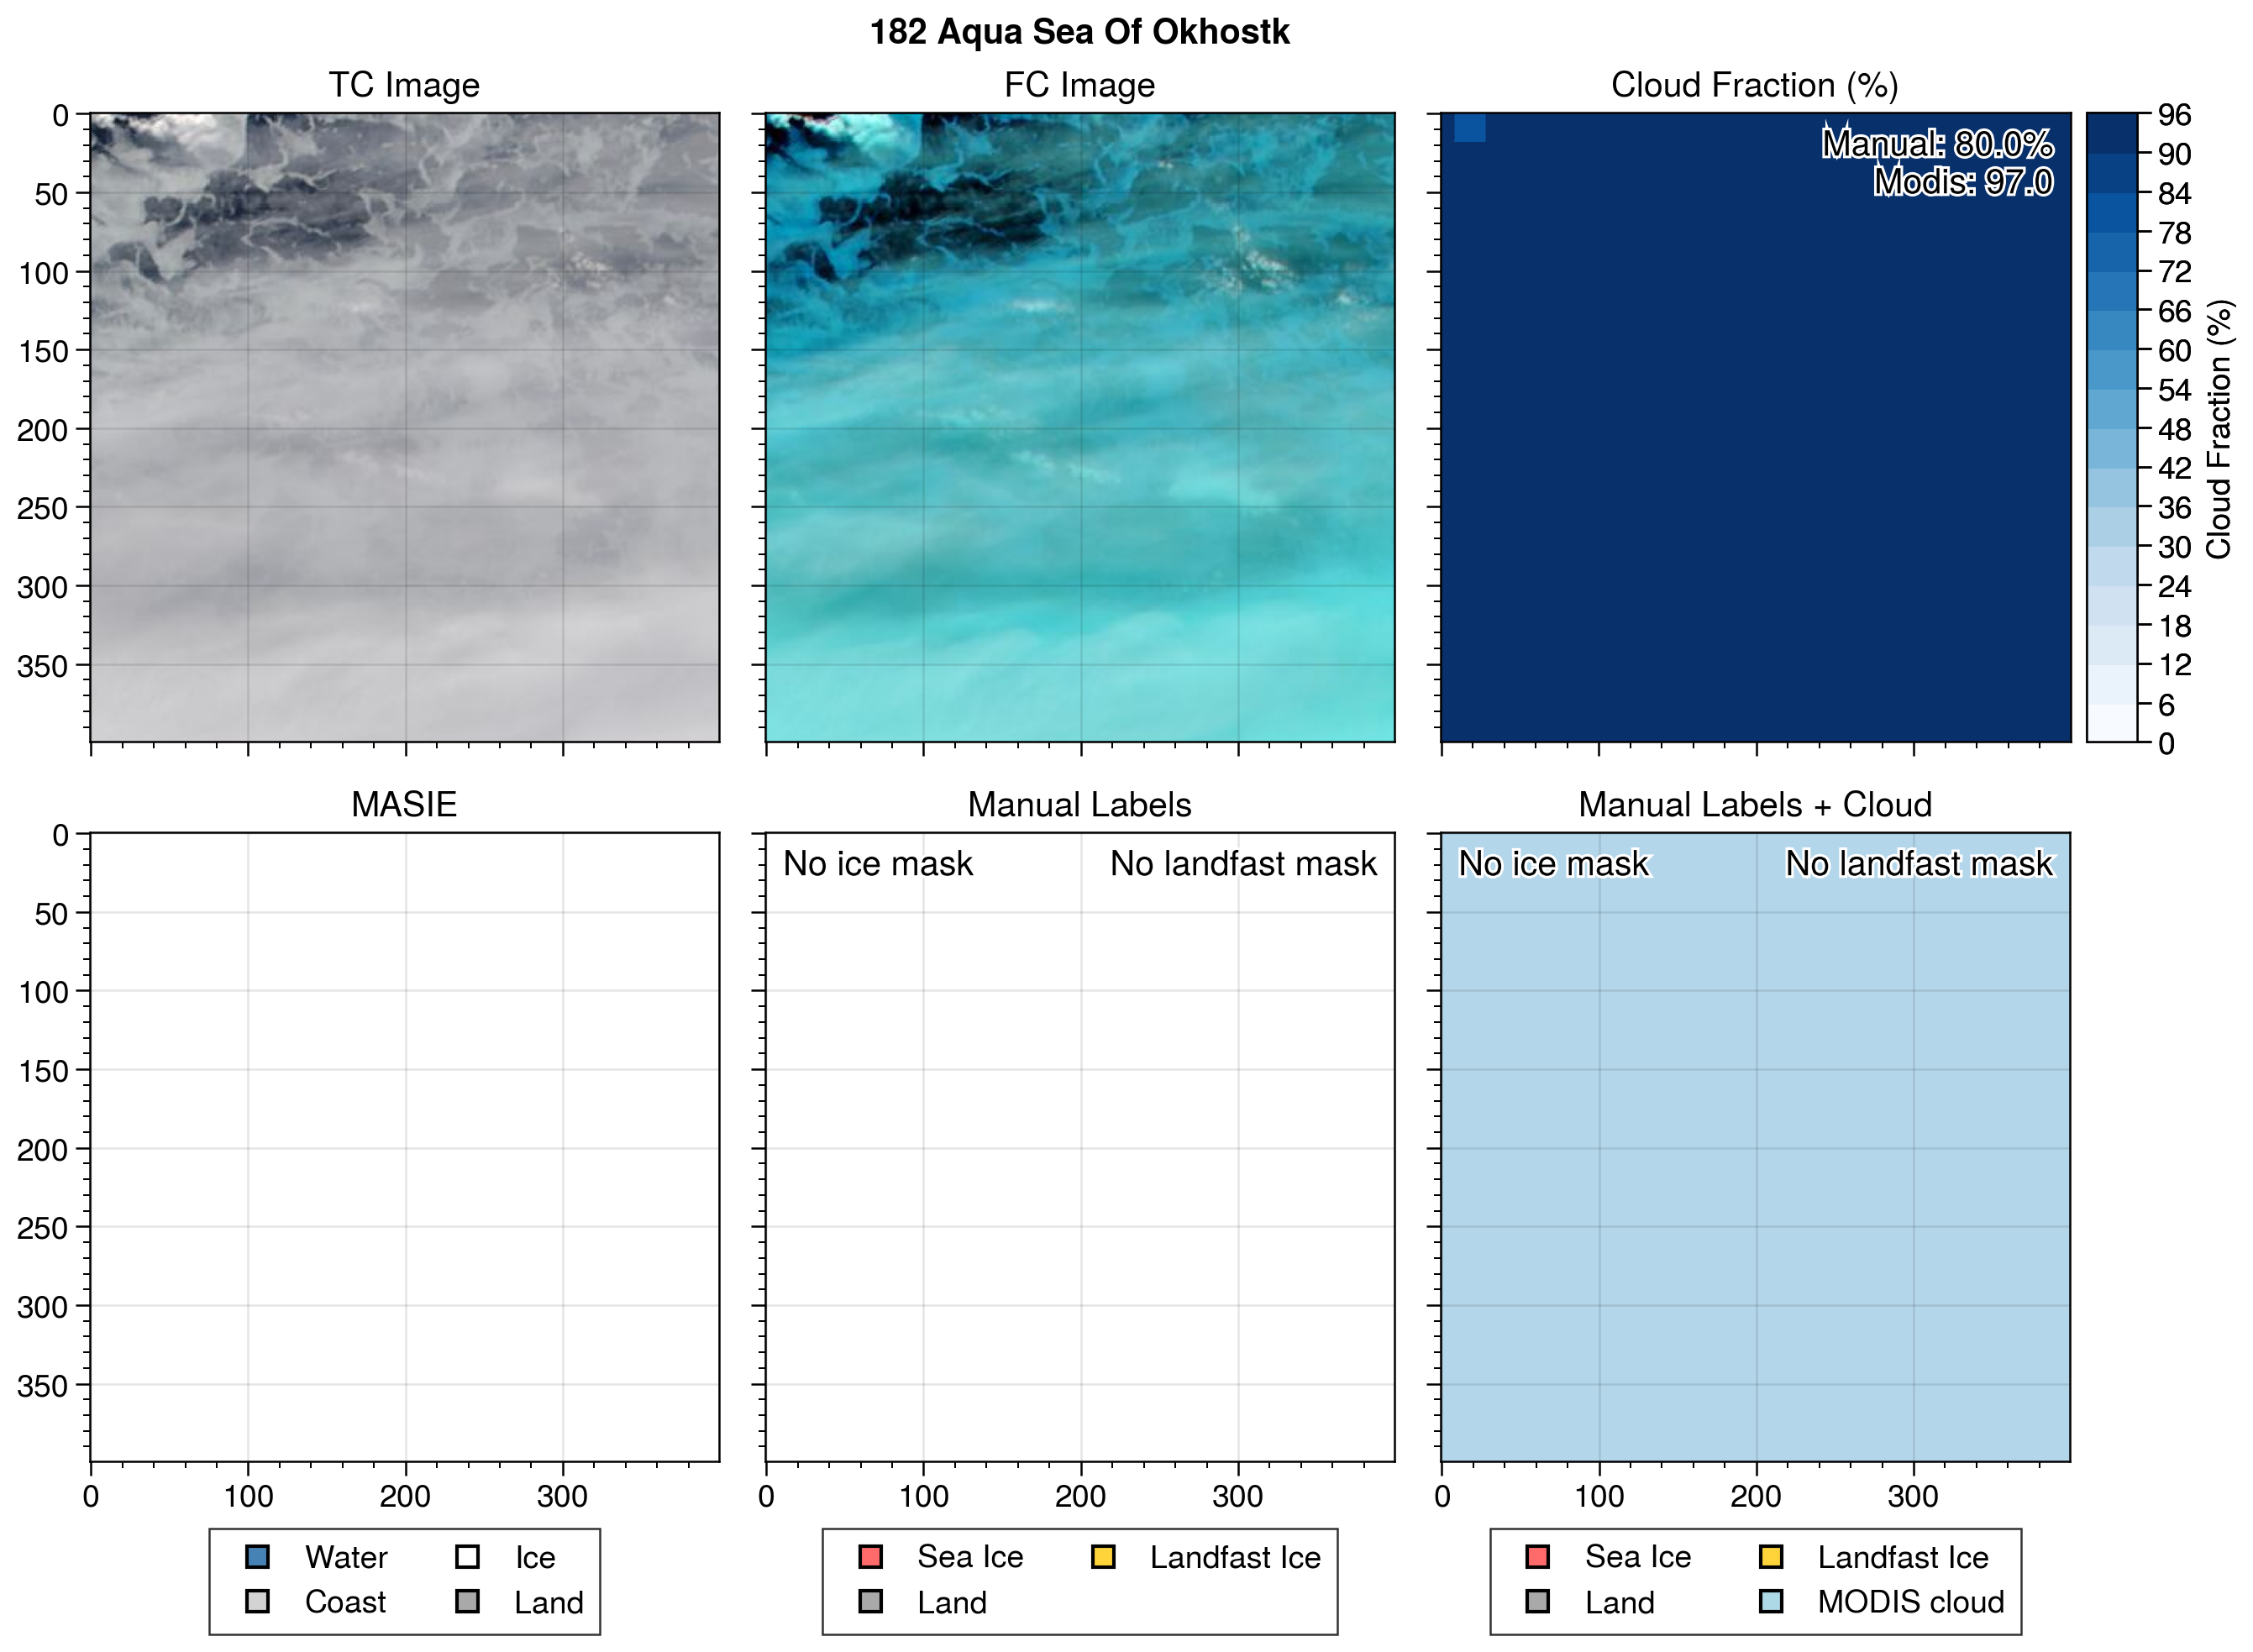 182 Aqua Sea Of Okhostk
TC Image
FC Image
Cloud Fraction (%)
0
50
100
150
200
250
300
350
Manual: 80.0%
Modis: 97.0
96
90
84
78
72
66
60
54
48
42
36
30
24
18
12
6
0
Cloud Fraction (%)
MASIE
Manual Labels
Manual Labels + Cloud
0
50
100
150
200
250
300
350
No ice mask
No landfast mask
No ice mask
No landfast mask
0 100 200 300
0 100 200 300
0 100 200 300
Water Ice
Coast Land
Sea Ice Landfast Ice
Land
Sea Ice Landfast Ice
Land MODIS cloud